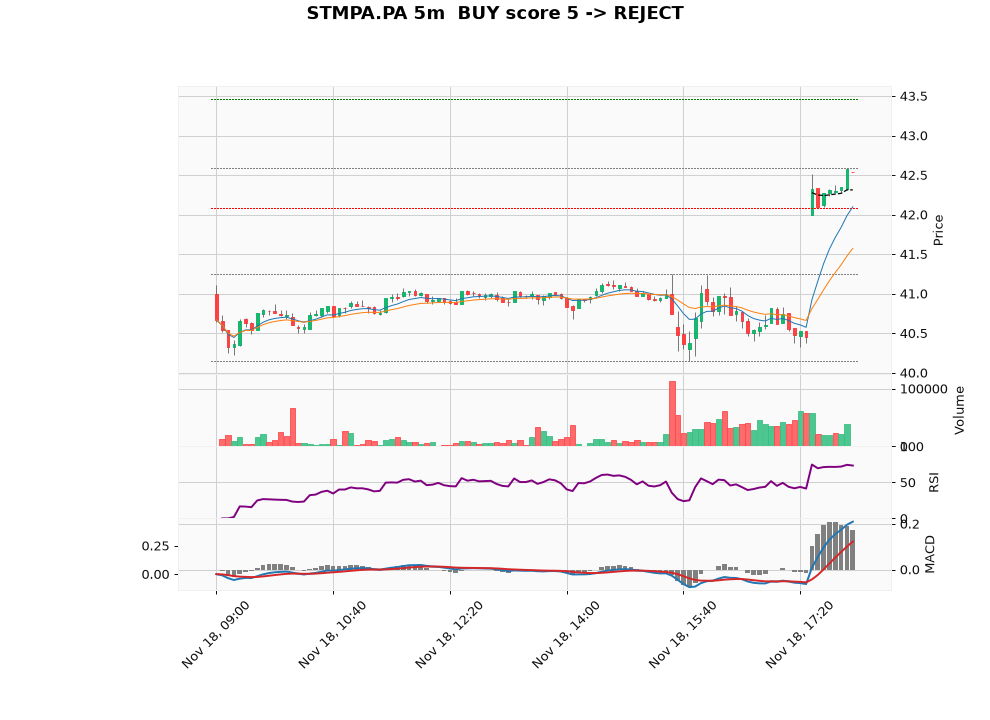 STMPA.PA 5m  BUY score 5 -> REJECT
43.5
43.0
42.5
42.0
41.5
41.0
40.5
40.0
Price
100000
0
Volume
100
50
0
RSI
0.25
0.00
0.2
0.0
MACD
Nov 18, 09:00
Nov 18, 10:40
Nov 18, 12:20
Nov 18, 14:00
Nov 18, 15:40
Nov 18, 17:20